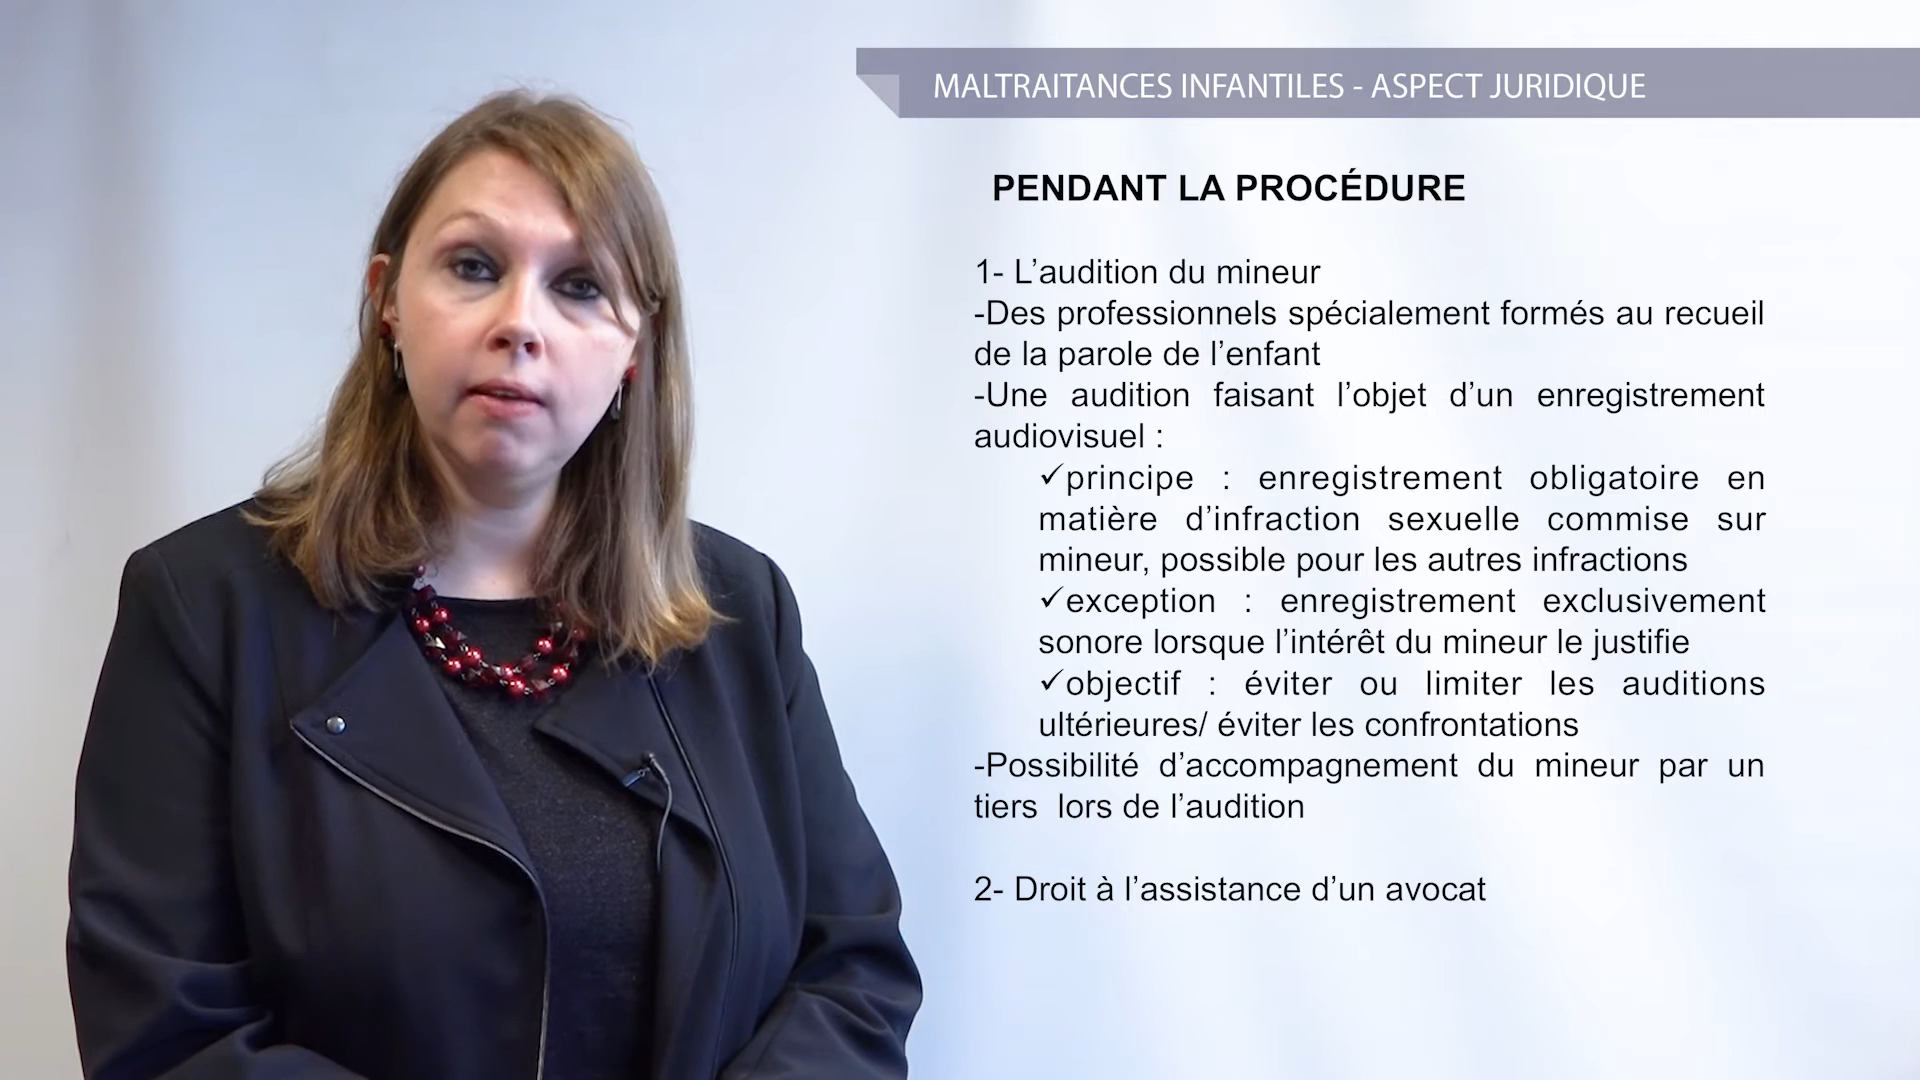 MALTRAITANCES INFANTILES - ASPECT JURIDIQUE
PENDANT LA PROCÉDURE
1- L’audition du mineur
-Des professionnels spécialement formés au recueil
de la parole de l’enfant
-Une audition faisant l’objet d’un enregistrement
audiovisuel :
✓principe : enregistrement obligatoire en
matière d’infraction sexuelle commise sur
mineur, possible pour les autres infractions
✓exception : enregistrement exclusivement
sonore lorsque l’intérêt du mineur le justifie
✓objectif : éviter ou limiter les auditions
ultérieures/ éviter les confrontations
-Possibilité d’accompagnement du mineur par un
tiers  lors de l’audition
2- Droit à l’assistance d’un avocat